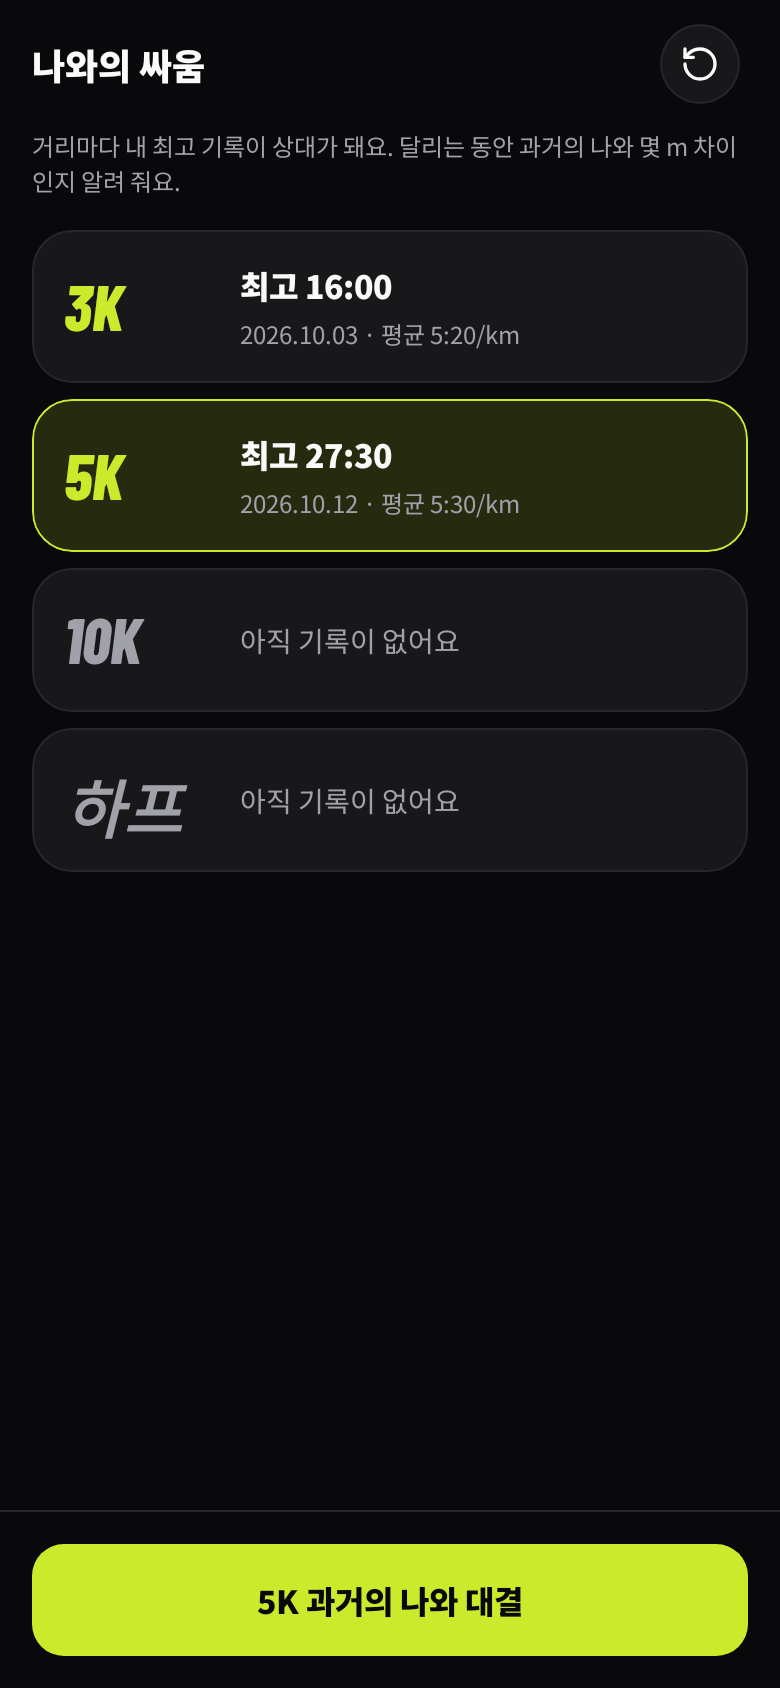 나와의 싸움
거리마다 내 최고 기록이 상대가 돼요. 달리는 동안 과거의 나와 몇 m 차이
인지 알려 줘요.
3K
최고 16:00
2026.10.03 · 평균 5:20/km
5K
최고 27:30
2026.10.12 · 평균 5:30/km
10K
아직 기록이 없어요
하프
아직 기록이 없어요
5K 과거의 나와 대결